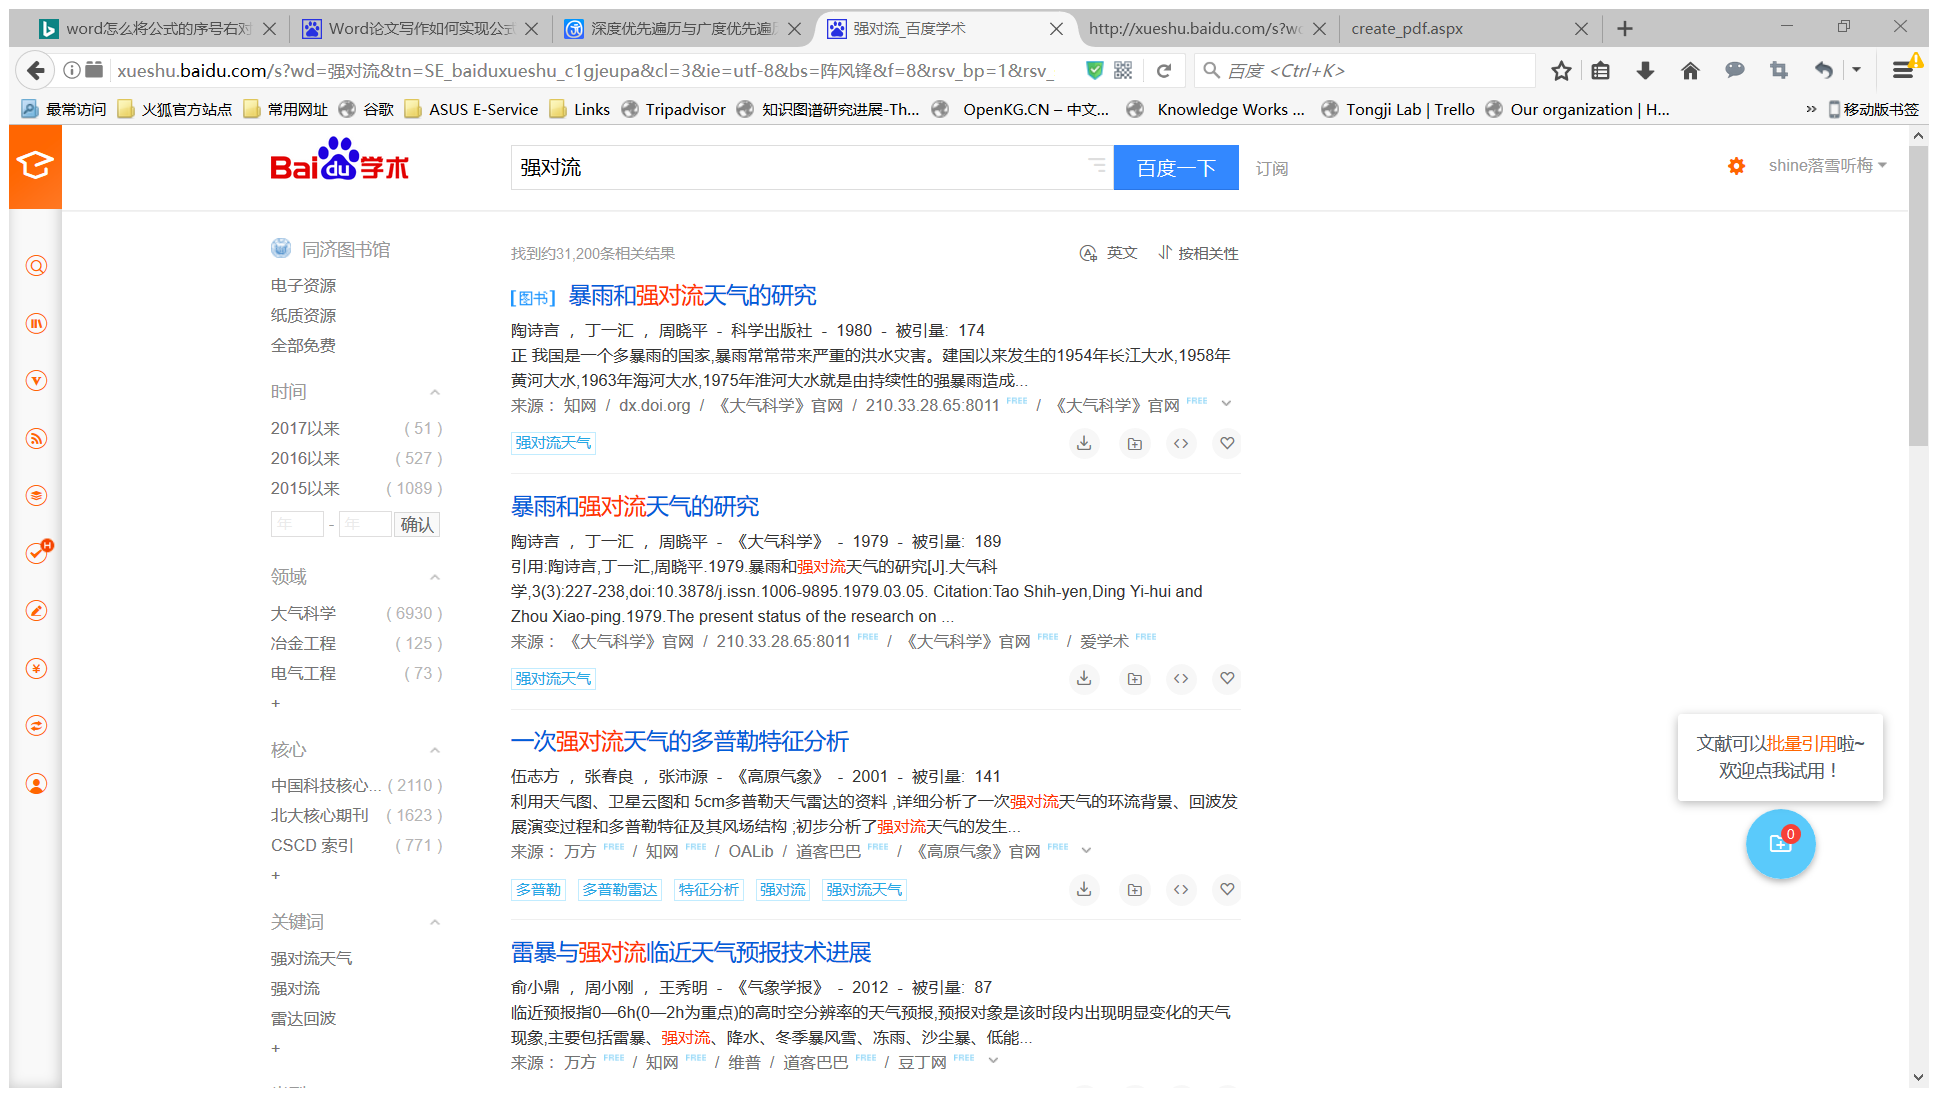 word怎么将公式的序号右对
Word论文写作如何实现公式
深度优先遍历与广度优先遍历
强对流_百度学术
http://xueshu.baidu.com/s?wc
create_pdf.aspx
xueshu.baidu.com/s?wd=强对流&tn=SE_baiduxueshu_c1gjeupa&cl=3&ie=utf-8&bs=阵风锋&f=8&rsv_bp=1&rsv_
百度 <Ctrl+K>
最常访问 火狐官方站点 常用网址 谷歌 ASUS E-Service Links Tripadvisor 知识图谱研究进展-Th... OpenKG.CN – 中文... Knowledge Works ... Tongji Lab | Trello Our organization | H... » 移动版书签
Baidu学术
强对流
百度一下
订阅
shine落雪听梅
同济图书馆
电子资源
纸质资源
全部免费
时间
2017以来 ( 51 )
2016以来 ( 527 )
2015以来 ( 1089 )
年 - 年 确认
领域
大气科学 ( 6930 )
冶金工程 ( 125 )
电气工程 ( 73 )
+
核心
中国科技核心... ( 2110 )
北大核心期刊 ( 1623 )
CSCD 索引 ( 771 )
+
关键词
强对流天气
强对流
雷达回波
+
找到约31,200条相关结果
英文 按相关性
[图书] 暴雨和强对流天气的研究
陶诗言 ， 丁一汇 ， 周晓平 - 科学出版社 - 1980 - 被引量: 174
正 我国是一个多暴雨的国家,暴雨常常带来严重的洪水灾害。建国以来发生的1954年长江大水,1958年
黄河大水,1963年海河大水,1975年淮河大水就是由持续性的强暴雨造成...
来源： 知网 / dx.doi.org / 《大气科学》官网 / 210.33.28.65:8011 FREE / 《大气科学》官网 FREE
强对流天气
暴雨和强对流天气的研究
陶诗言 ， 丁一汇 ， 周晓平 - 《大气科学》 - 1979 - 被引量: 189
引用:陶诗言,丁一汇,周晓平.1979.暴雨和强对流天气的研究[J].大气科
学,3(3):227-238,doi:10.3878/j.issn.1006-9895.1979.03.05. Citation:Tao Shih-yen,Ding Yi-hui and
Zhou Xiao-ping.1979.The present status of the research on ...
来源： 《大气科学》官网 / 210.33.28.65:8011 FREE / 《大气科学》官网 FREE / 爱学术 FREE
强对流天气
一次强对流天气的多普勒特征分析
伍志方 ， 张春良 ， 张沛源 - 《高原气象》 - 2001 - 被引量: 141
利用天气图、卫星云图和 5cm多普勒天气雷达的资料 ,详细分析了一次强对流天气的环流背景、回波发
展演变过程和多普勒特征及其风场结构 ;初步分析了强对流天气的发生...
来源： 万方 FREE / 知网 FREE / OALib / 道客巴巴 FREE / 《高原气象》官网 FREE
多普勒 多普勒雷达 特征分析 强对流 强对流天气
雷暴与强对流临近天气预报技术进展
俞小鼎 ， 周小刚 ， 王秀明 - 《气象学报》 - 2012 - 被引量: 87
临近预报指0—6h(0—2h为重点)的高时空分辨率的天气预报,预报对象是该时段内出现明显变化的天气
现象,主要包括雷暴、强对流、降水、冬季暴风雪、冻雨、沙尘暴、低能...
来源： 万方 FREE / 知网 FREE / 维普 / 道客巴巴 FREE / 豆丁网 FREE
文献可以批量引用啦~
欢迎点我试用！
0